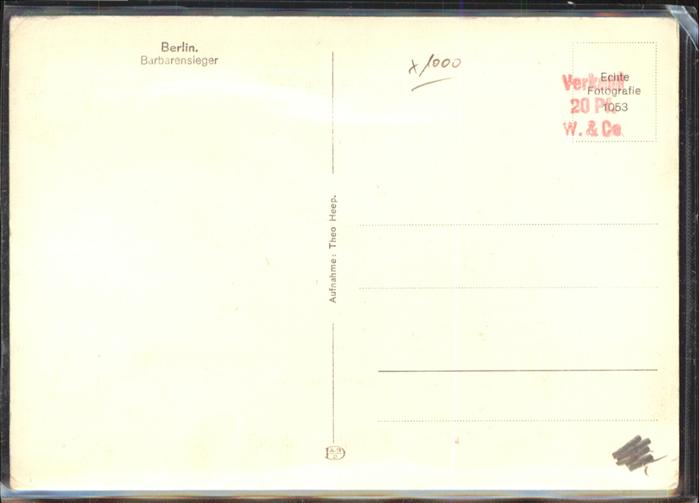 Berlin.
Barbarensieger
x/1000
Echte
Fotografie
1053
Verkauf
20 Pf.
W. & Co.
Aufnahme: Theo Heep.